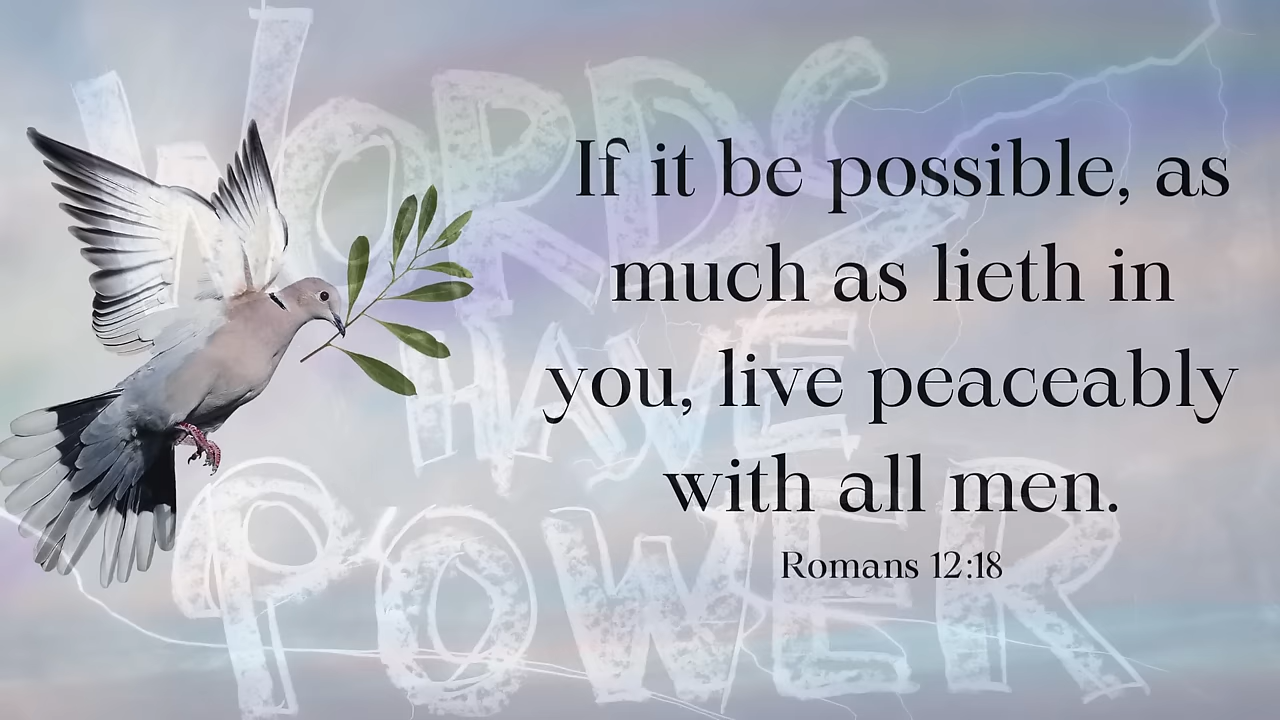 WORDS
HAVE
POWER
If it be possible, as
much as lieth in
you, live peaceably
with all men.
Romans 12:18